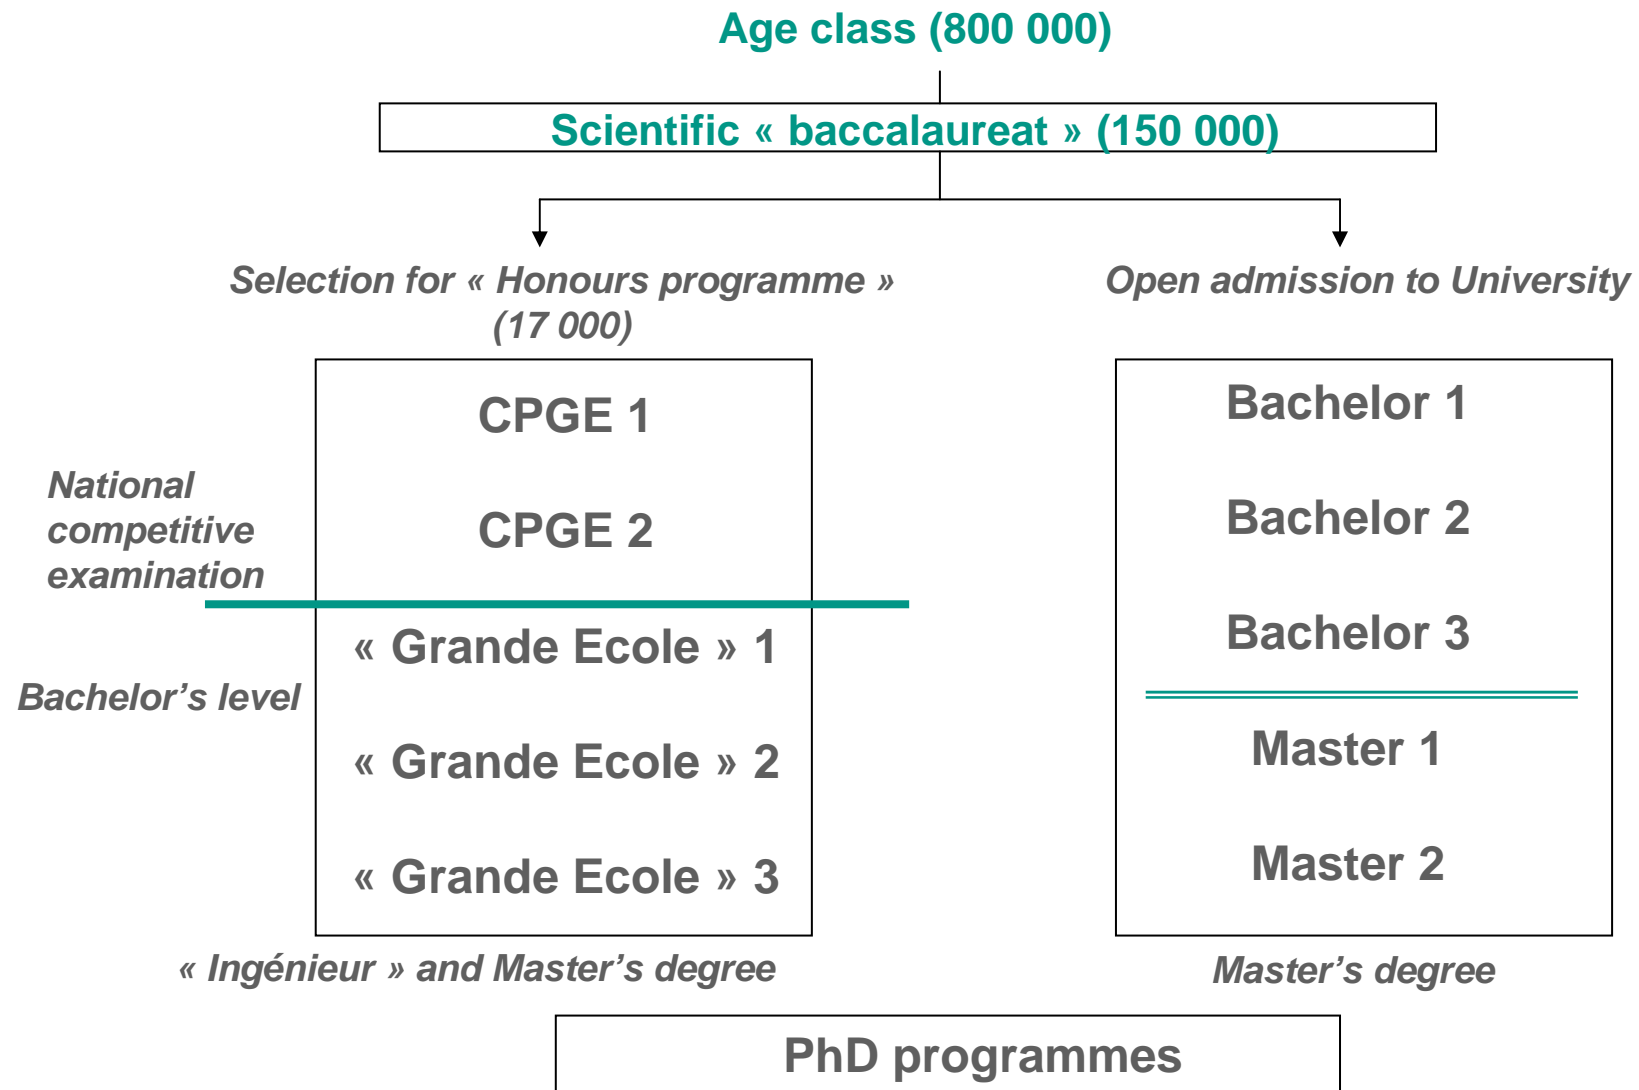 Age class (800 000)
Scientific « baccalaureat » (150 000)
Selection for « Honours programme »
(17 000)
Open admission to University
CPGE 1
CPGE 2
National
competitive
examination
« Grande Ecole » 1
Bachelor’s level
« Grande Ecole » 2
« Grande Ecole » 3
« Ingénieur » and Master’s degree
Bachelor 1
Bachelor 2
Bachelor 3
Master 1
Master 2
Master’s degree
PhD programmes